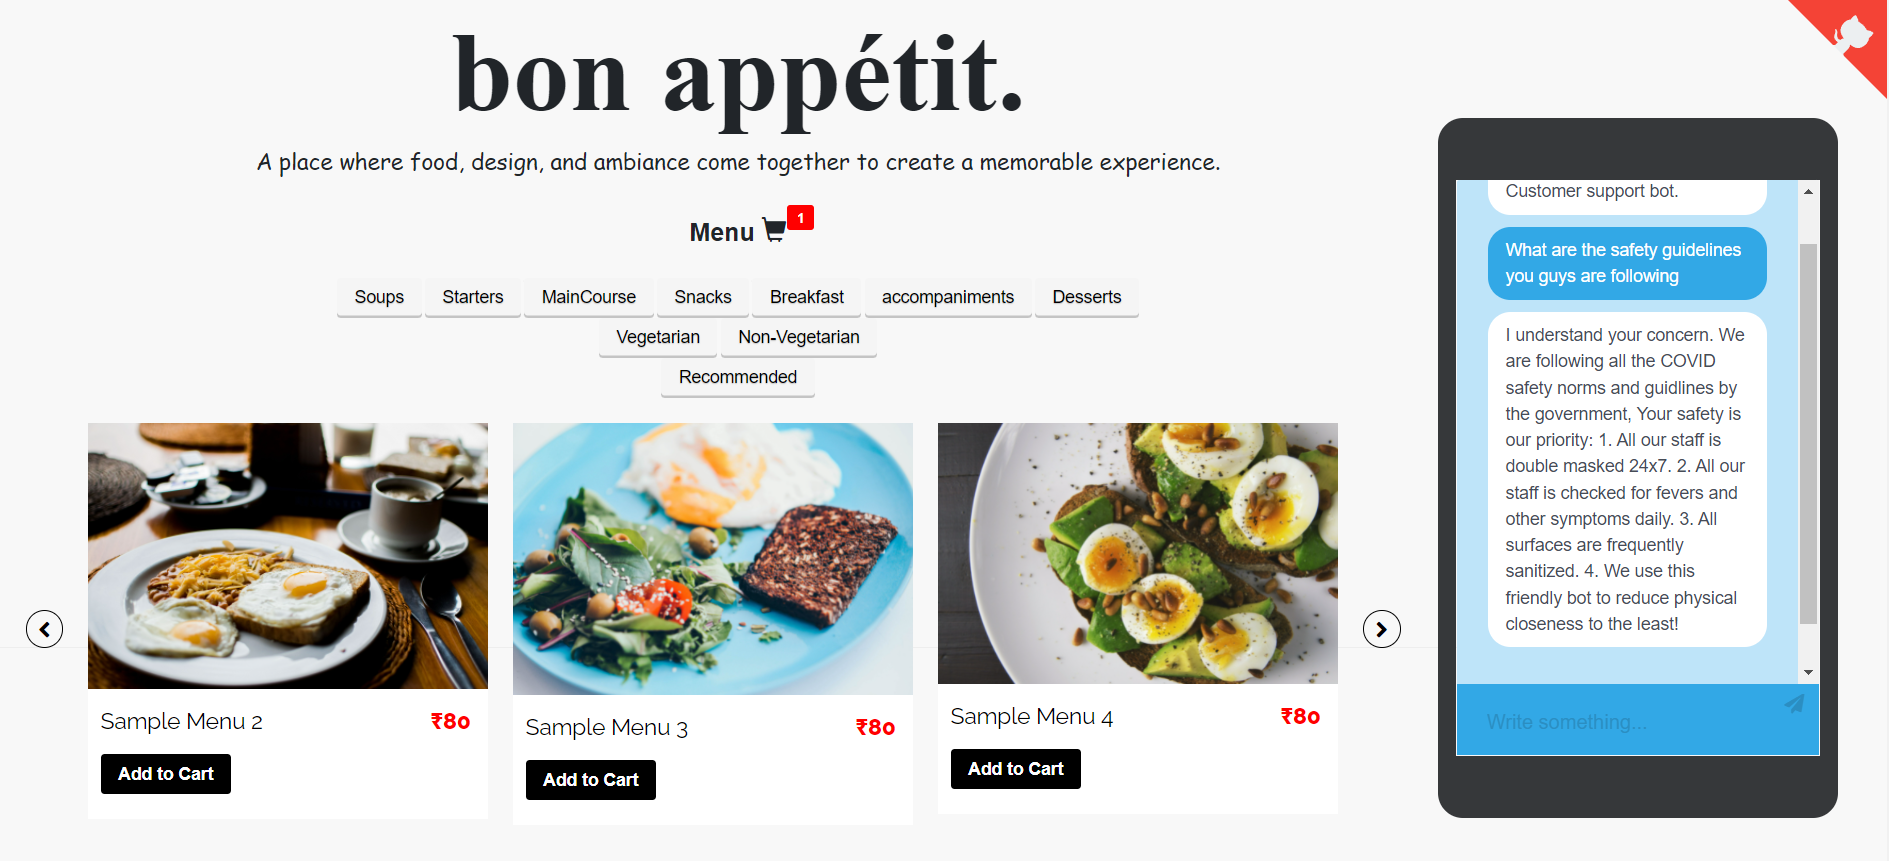 bon appétit.
A place where food, design, and ambiance come together to create a memorable experience.
Menu 1
Soups Starters MainCourse Snacks Breakfast accompaniments Desserts
Vegetarian Non-Vegetarian
Recommended
Sample Menu 2 ₹80
Add to Cart
Sample Menu 3 ₹80
Add to Cart
Sample Menu 4 ₹80
Add to Cart
Customer support bot.
What are the safety guidelines
you guys are following
I understand your concern. We
are following all the COVID
safety norms and guidlines by
the government, Your safety is
our priority: 1. All our staff is
double masked 24x7. 2. All our
staff is checked for fevers and
other symptoms daily. 3. All
surfaces are frequently
sanitized. 4. We use this
friendly bot to reduce physical
closeness to the least!
Write something...